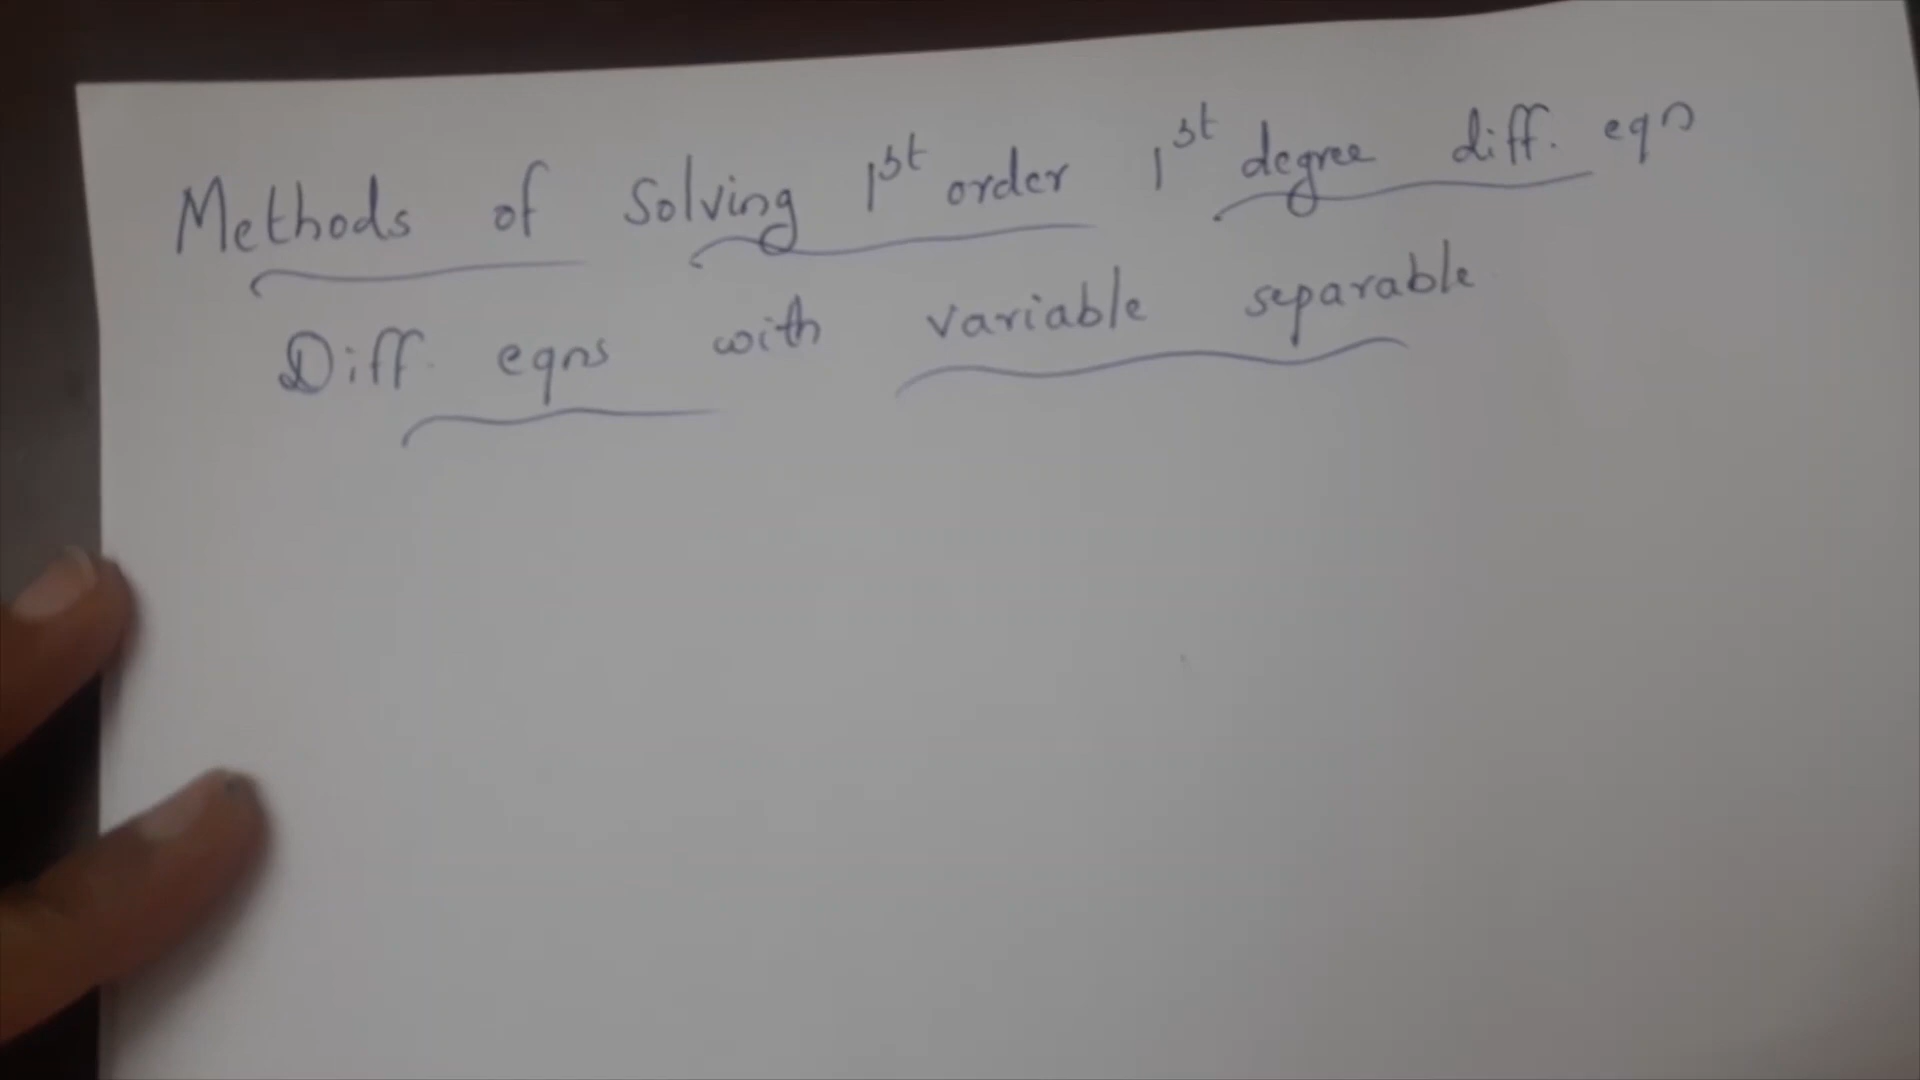 Methods of Solving 1st order 1st degree diff. eqn
Diff. eqns with variable separable